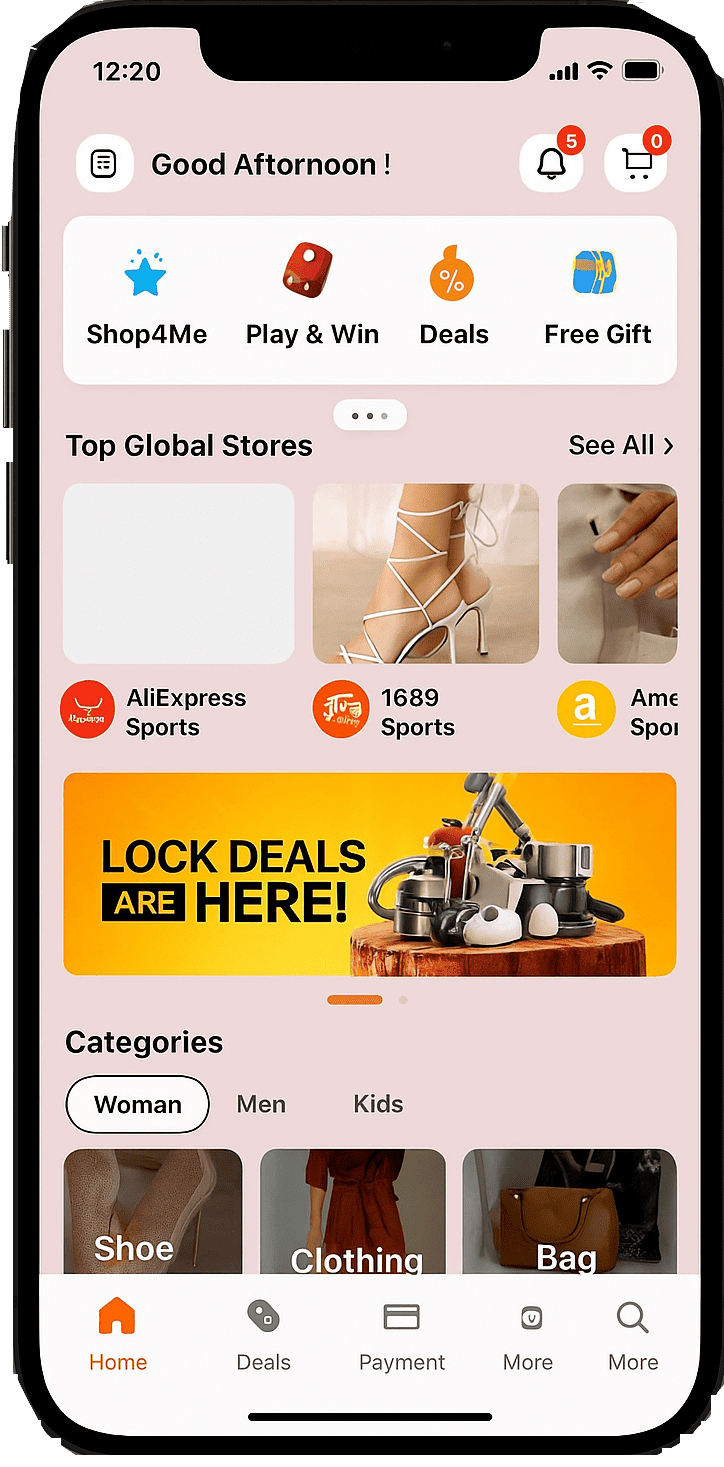 12:20
Good Aftornoon !
5
0
Shop4Me
Play & Win
Deals
Free Gift
Top Global Stores
See All
AliExpress
Sports
1689
Sports
a
Ame
Spor
LOCK DEALS
ARE HERE!
Categories
Woman
Men
Kids
Shoe
Clothing
Bag
Home
Deals
Payment
More
More